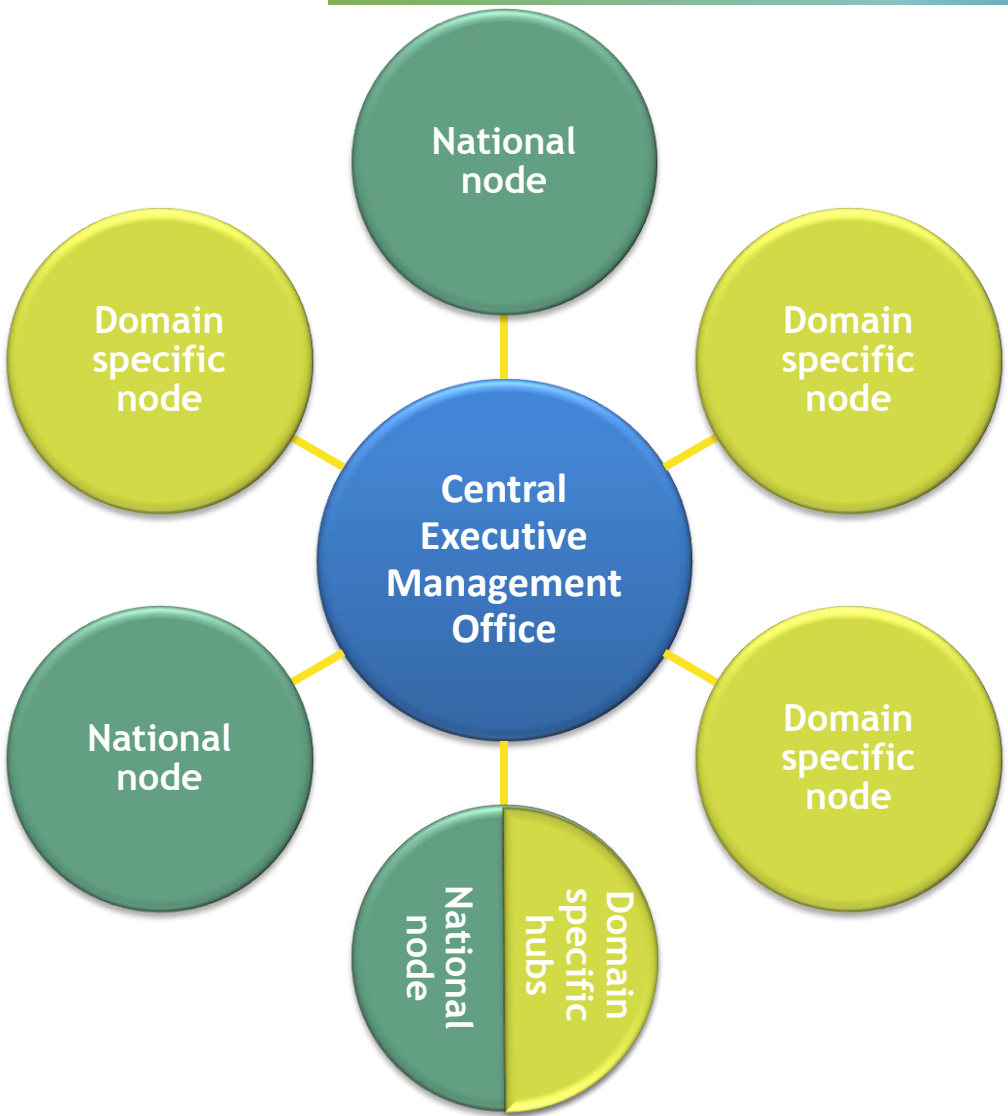 National
node
Domain
specific
node
Domain
specific
node
Central
Executive
Management
Office
National
node
Domain
specific
node
National
node
Domain
specific
hubs